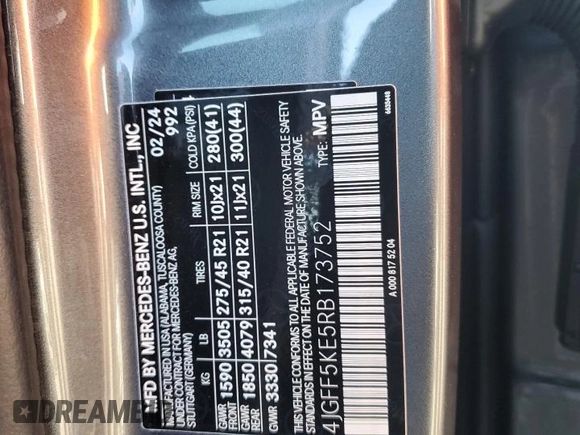 MFD BY MERCEDES-BENZ U.S. INTL., INC
MANUFACTURED IN USA (ALABAMA, TUSCALOOSA COUNTY) 02/24
UNDER CONTRACT FOR MERCEDES-BENZ AG, 992
STUTTGART (GERMANY)
KG LB TIRES RIM SIZE COLD KPA(PSI)
GAWR FRONT 1590 3505 275/45 R21 10Jx21 280(41)
GAWR REAR 1850 4079 315/40 R21 11Jx21 300(44)
GVWR 3330 7341
THIS VEHICLE CONFORMS TO ALL APPLICABLE FEDERAL MOTOR VEHICLE SAFETY
STANDARDS IN EFFECT ON THE DATE OF MANUFACTURE SHOWN ABOVE.
4JGFF5KE5RB173752 TYPE: MPV
A 000 817 52 04
EPICVIN
DATA-DRIVEN